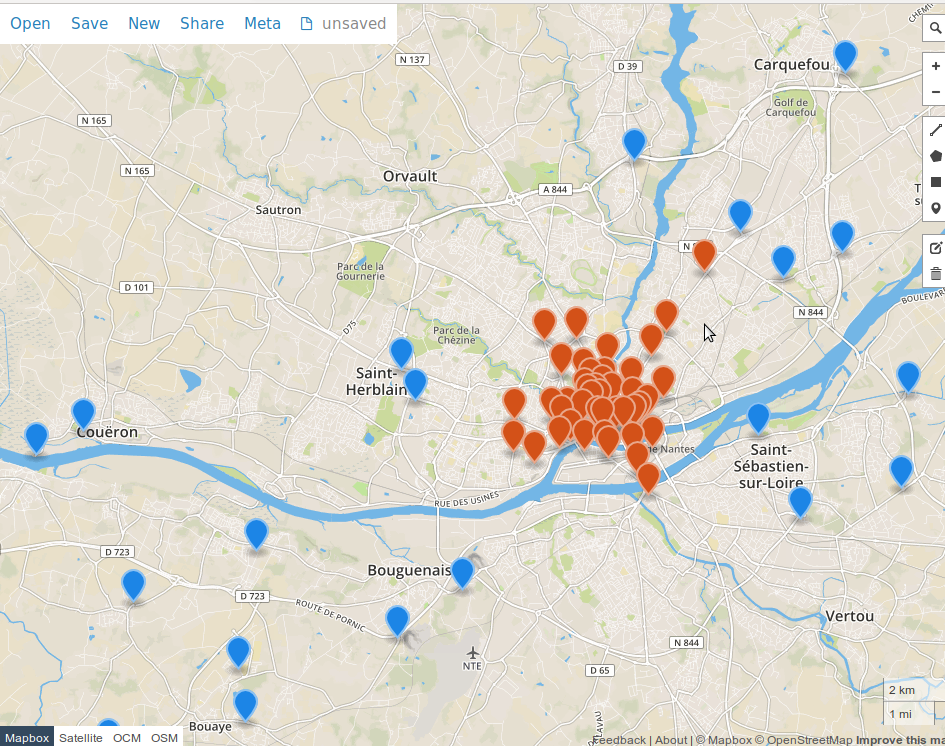 Open Save New Share Meta unsaved
N 137
D 39
Carquefou
Golf de
Carquefou
N 165
N 165
Orvault
A 844
Sautron
Parc de la
Gournerie
D 101
N 844
BOULEVAR
D75
Parc de la
Chézine
Saint-
Herblain
Couëron
Nantes
Saint-
Sébastien-
sur-Loire
RUE DES USINES
D 723
Bouguenais
D 723
ROUTE DE PORNIC
Vertou
N 844
NTE
D 65
2 km
1 mi
Bouaye
Mapbox Satellite OCM OSM
Feedback | About | © Mapbox © OpenStreetMap Improve this ma